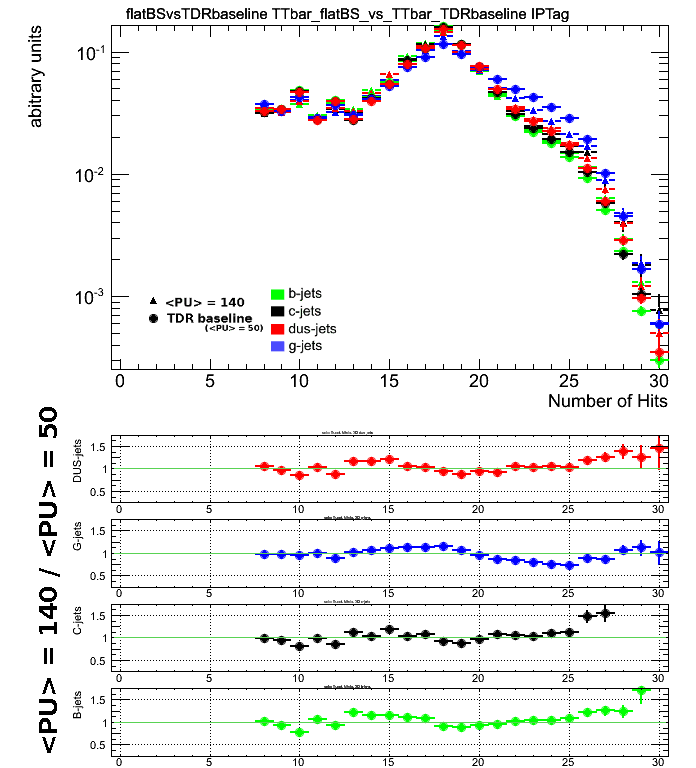 flatBSvsTDRbaseline TTbar_flatBS_vs_TTbar_TDRbaseline IPTag
abitrary units
10-1
10-2
10-3
<PU> = 140
TDR baseline
(<PU> = 50)
b-jets
c-jets
dus-jets
g-jets
0 5 10 15 20 25 30
Number of Hits
<PU> = 140 / <PU> = 50
DUS-jets
1.5
1
0.5
0 5 10 15 20 25 30
G-jets
1.5
1
0.5
0 5 10 15 20 25 30
C-jets
1.5
1
0.5
0 5 10 15 20 25 30
B-jets
1.5
1
0.5
0 5 10 15 20 25 30